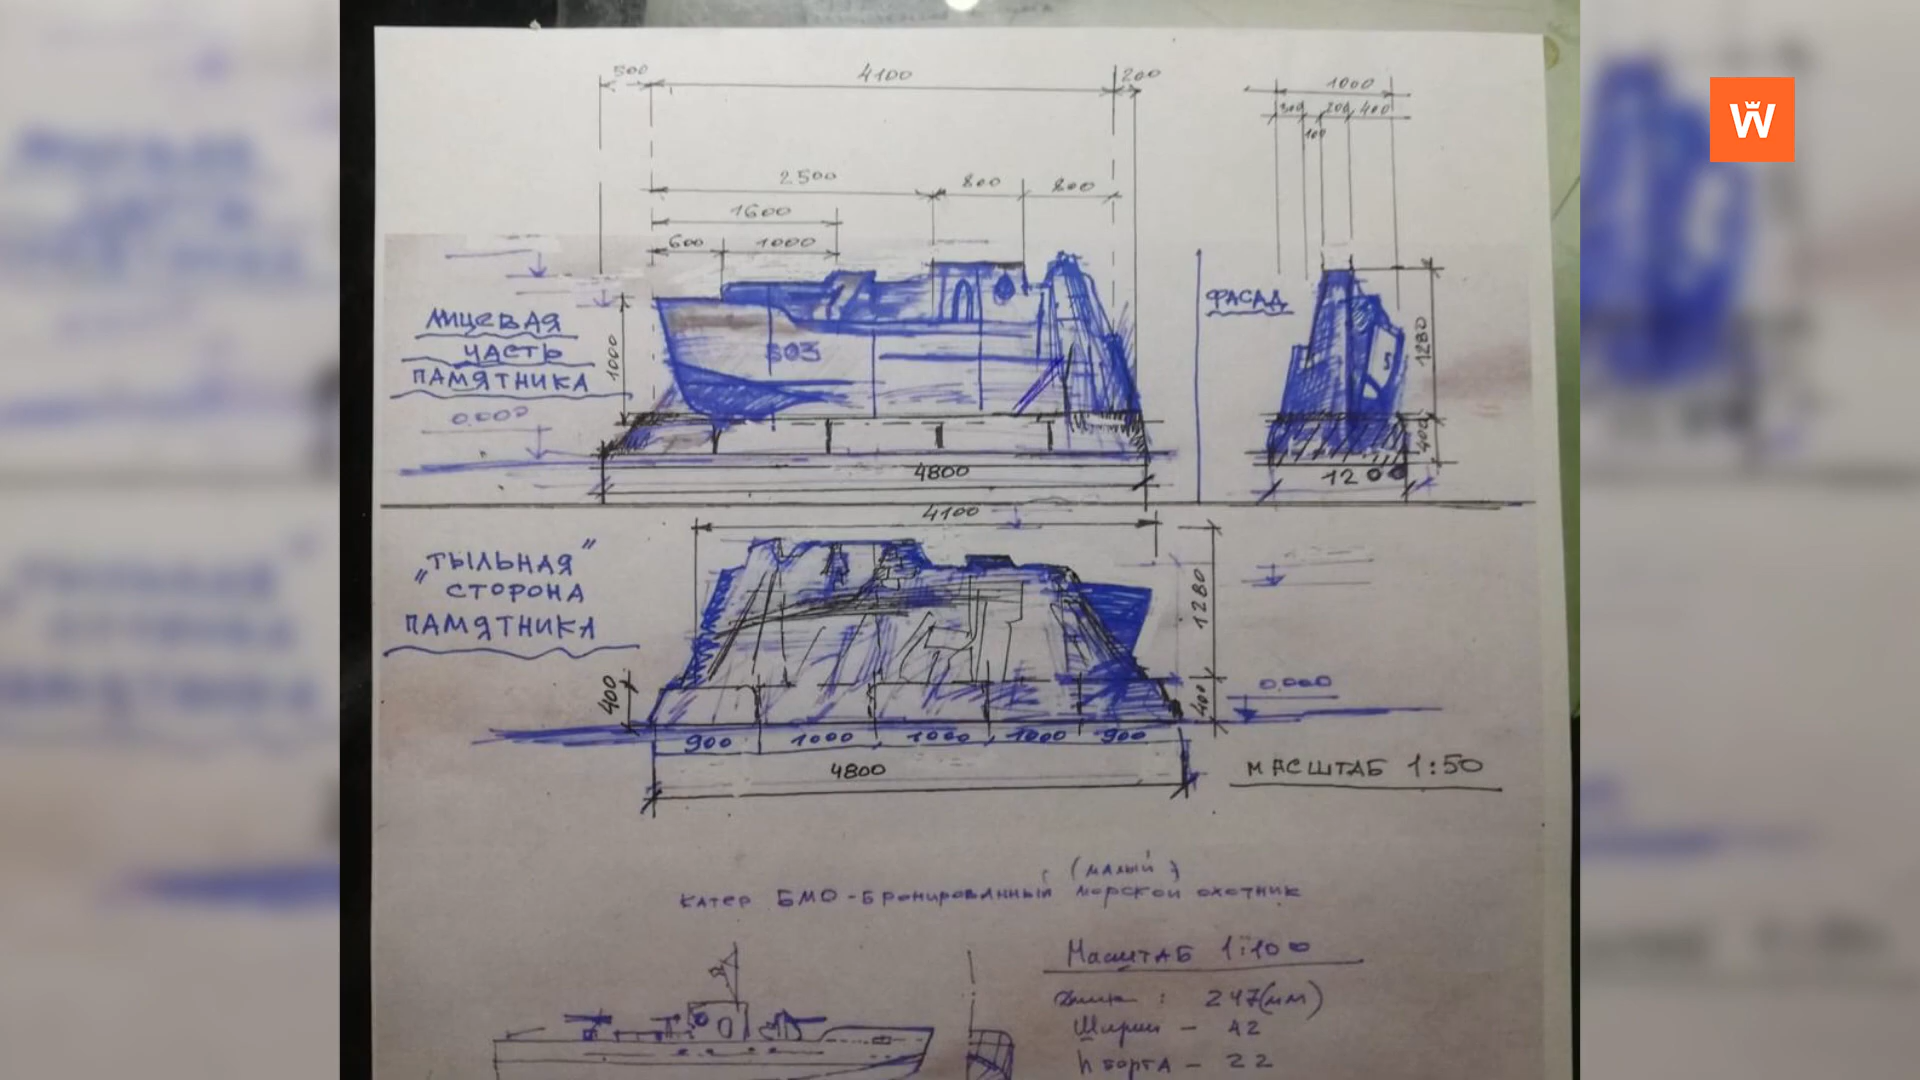 500 4100 200
1000
300 200 400
100
2500 800 800
1600
600 1000
ЛИЦЕВАЯ
ЧАСТЬ
ПАМЯТНИКА
0.000
1000
503
4800
ФАСАД
1280
400
1200
4100
„ТЫЛЬНАЯ”
СТОРОНА
ПАМЯТНИКА
400
1280
400
0.000
900 1000 1000 1000 900
4800
МАСШТАБ 1:50
(малый)
катер БМО-Бронированный морской охотник
Масштаб 1:100
Длина : 247(мм)
Ширин - 42
h борта - 22
W